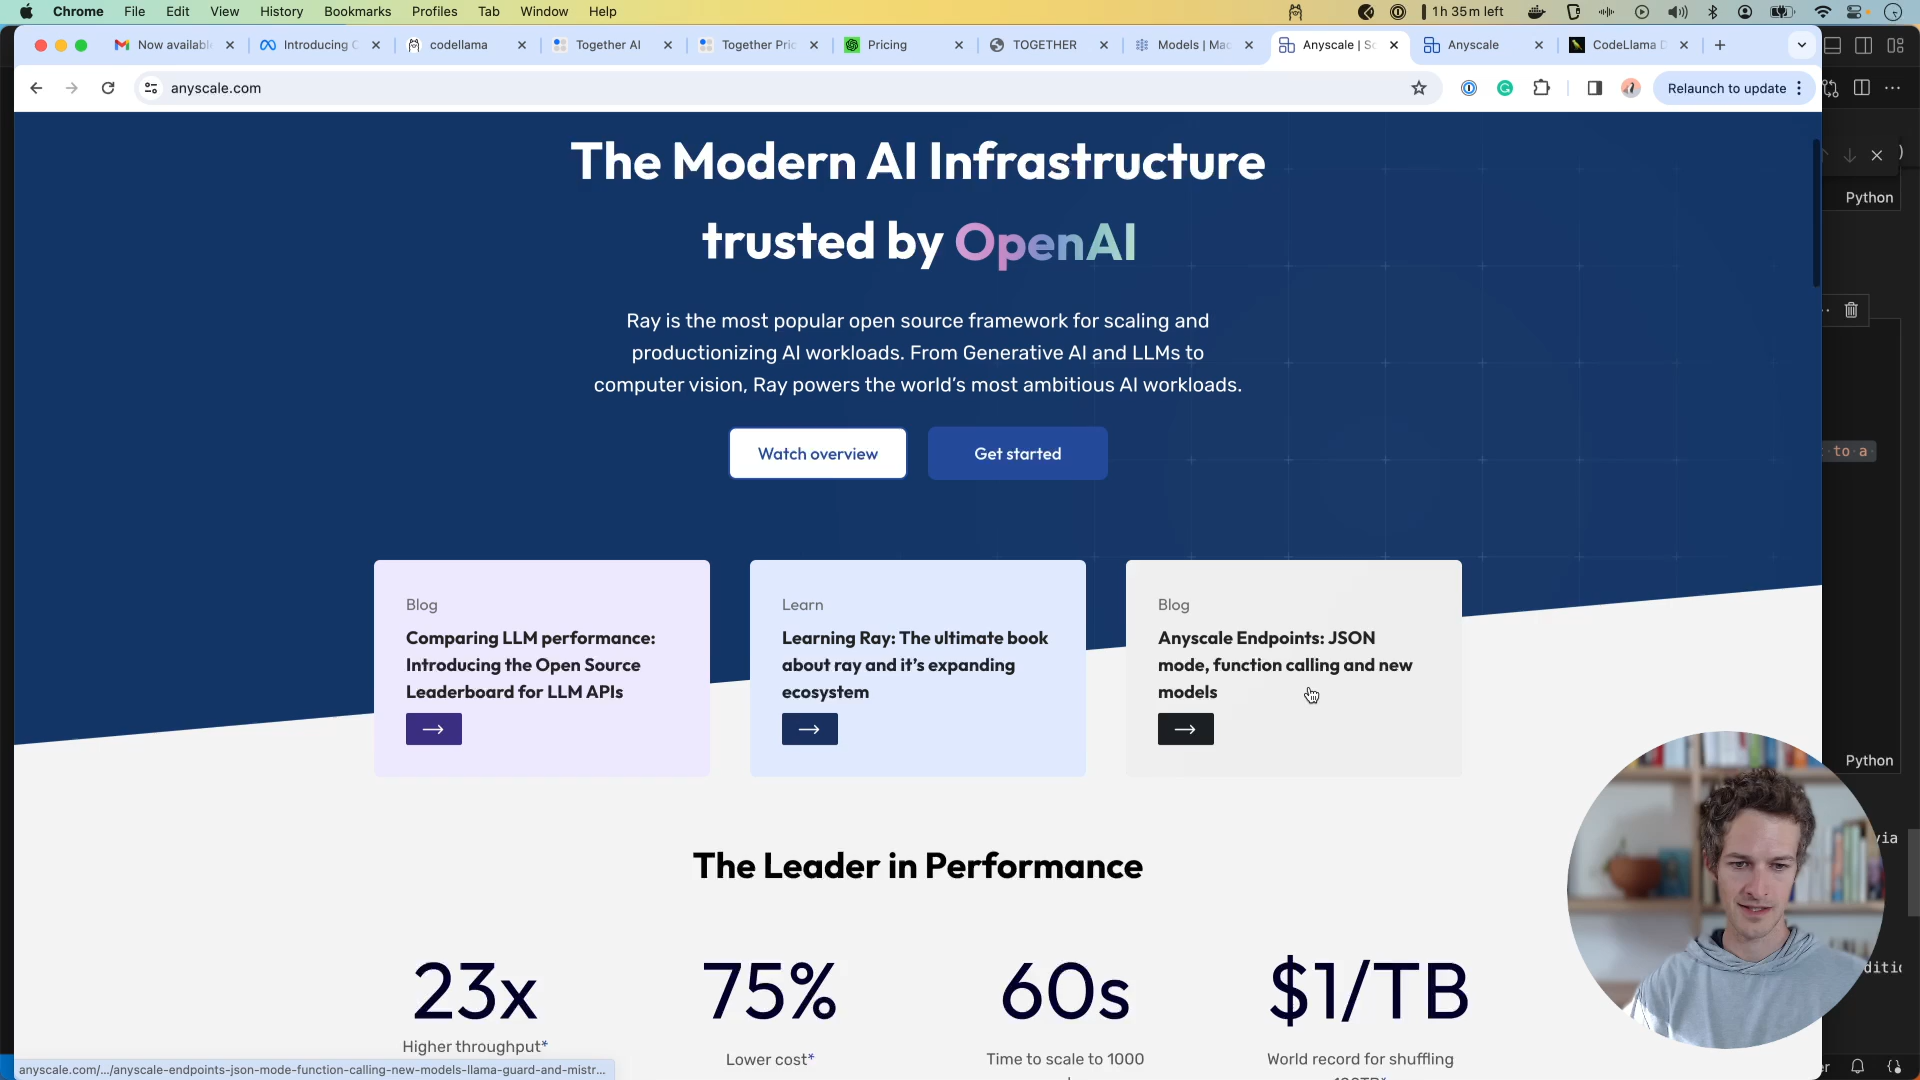 Chrome File Edit View History Bookmarks Profiles Tab Window Help 1h 35m left
Now availabl Introducing C codellama Together AI Together Pric Pricing TOGETHER Models | Mac Anyscale | Sc Anyscale CodeLlama D
anyscale.com
Relaunch to update
The Modern AI Infrastructure
trusted by OpenAI
Python
Ray is the most popular open source framework for scaling and
productionizing AI workloads. From Generative AI and LLMs to
computer vision, Ray powers the world's most ambitious AI workloads.
Watch overview
Get started
to a
Blog
Comparing LLM performance:
Introducing the Open Source
Leaderboard for LLM APIs
Learn
Learning Ray: The ultimate book
about ray and it's expanding
ecosystem
Blog
Anyscale Endpoints: JSON
mode, function calling and new
models
Python
via
The Leader in Performance
23x
Higher throughput*
75%
Lower cost*
60s
Time to scale to 1000
$1/TB
World record for shuffling
anyscale.com/.../anyscale-endpoints-json-mode-function-calling-new-models-llama-guard-and-mistr...